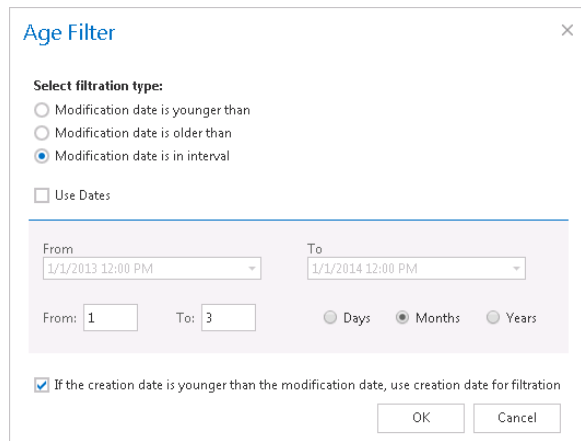 Age Filter
Select filtration type:
Modification date is younger than
Modification date is older than
Modification date is in interval
Use Dates
From To
1/1/2013 12:00 PM 1/1/2014 12:00 PM
From: 1 To: 3 Days Months Years
If the creation date is younger than the modification date, use creation date for filtration
OK Cancel